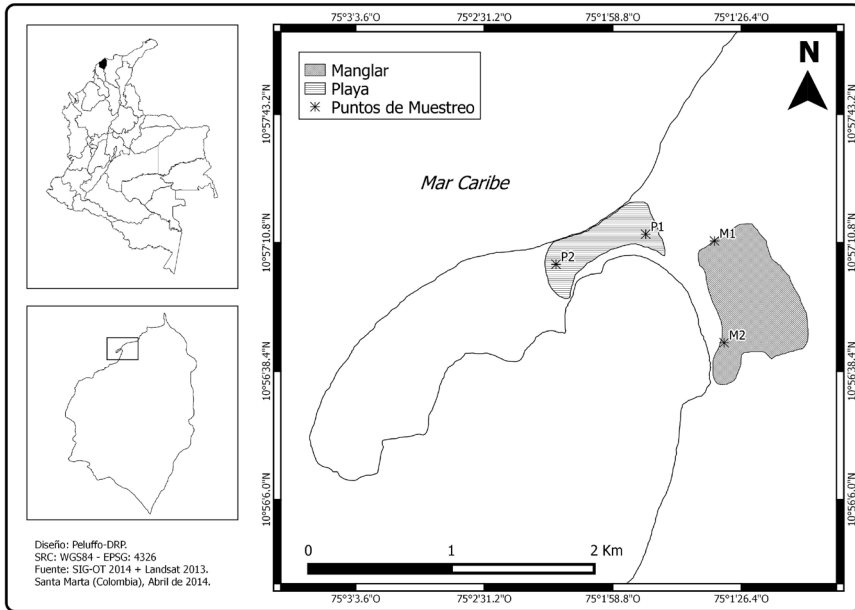 75°3'3.6"W 75°2'31.2"W 75°1'58.8"W 75°1'26.4"W
Manglar
Playa
Puntos de Muestreo
N
Mar Caribe
P1
M1
P2
M2
10°57'43.2"N
10°57'10.8"N
10°56'38.4"N
10°56'6.0"N
10°57'43.2"N
10°57'10.8"N
10°56'38.4"N
10°56'6.0"N
0 1 2 Km
75°3'3.6"W 75°2'31.2"W 75°1'58.8"W 75°1'26.4"W
Diseño: Peluffo-DRP.
SRC: WGS84 - EPSG: 4326
Fuente: SIG-OT 2014 + Landsat 2013.
Santa Marta (Colombia), Abril de 2014.